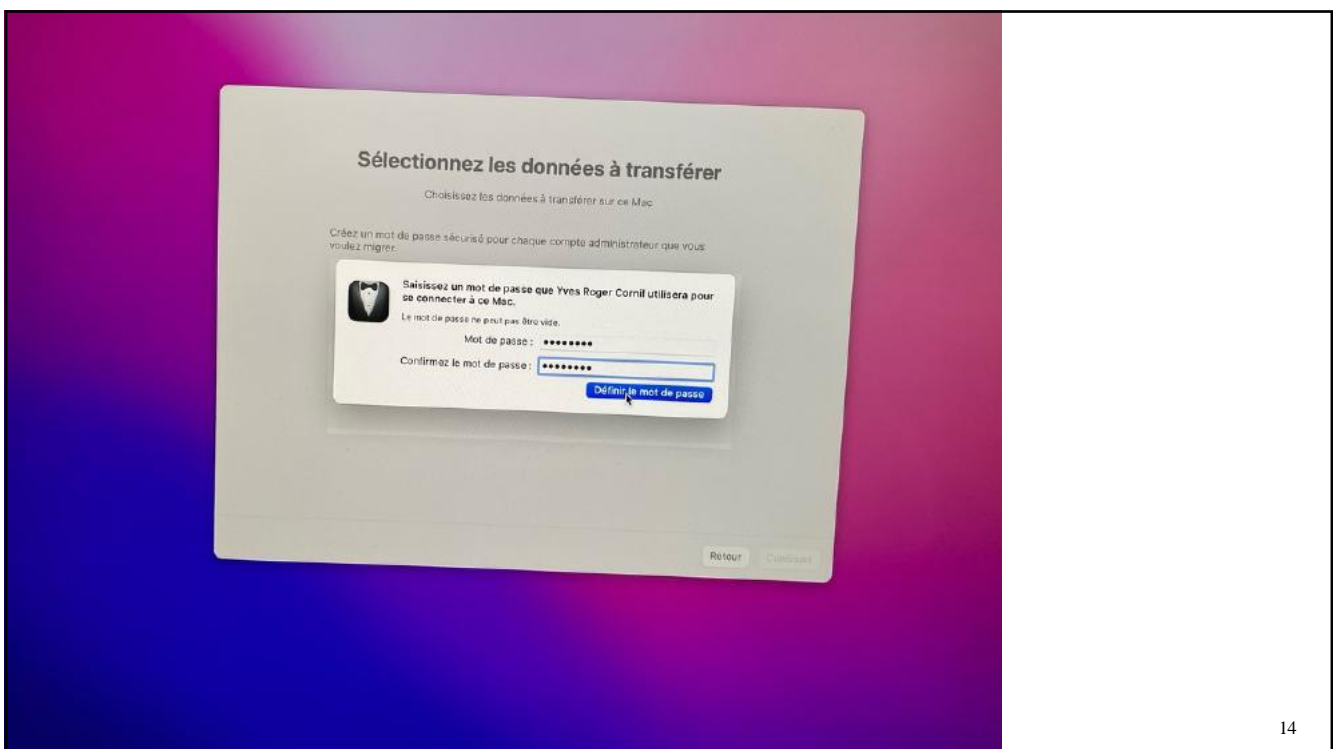 Sélectionnez les données à transférer
Choisissez les données à transférer sur ce Mac
Créez un mot de passe sécurisé pour chaque compte administrateur que vous
voulez migrer.
Saisissez un mot de passe que Yves Roger Cornil utilisera pour
se connecter à ce Mac.
Le mot de passe ne peut pas être vide.
Mot de passe : ••••••••
Confirmez le mot de passe : ••••••••
Définir le mot de passe
Retour Continuer
14